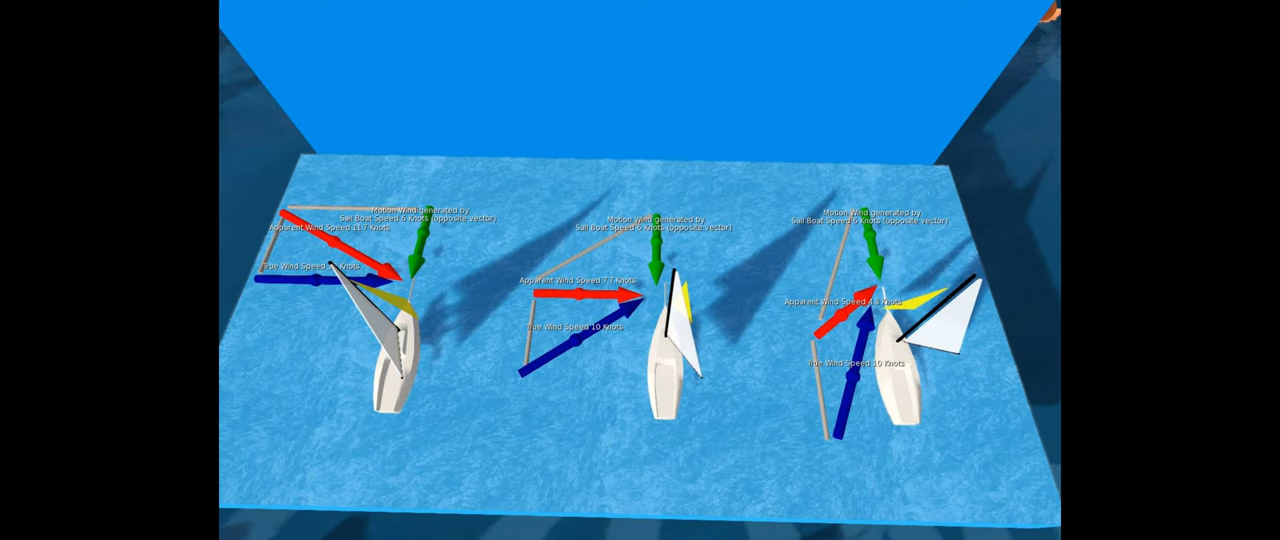 Motion Wind generated by
Sail Boat Speed 6 Knots (opposite vector)
Apparent Wind Speed 11.7 Knots
True Wind Speed Knots
Motion Wind generated by
Sail Boat Speed 6 Knots (opposite vector)
Apparent Wind Speed 7.7 Knots
True Wind Speed 10 Knots
Motion Wind generated by
Sail Boat Speed 6 Knots (opposite vector)
Apparent Wind Speed 4.8 Knots
True Wind Speed 10 Knots